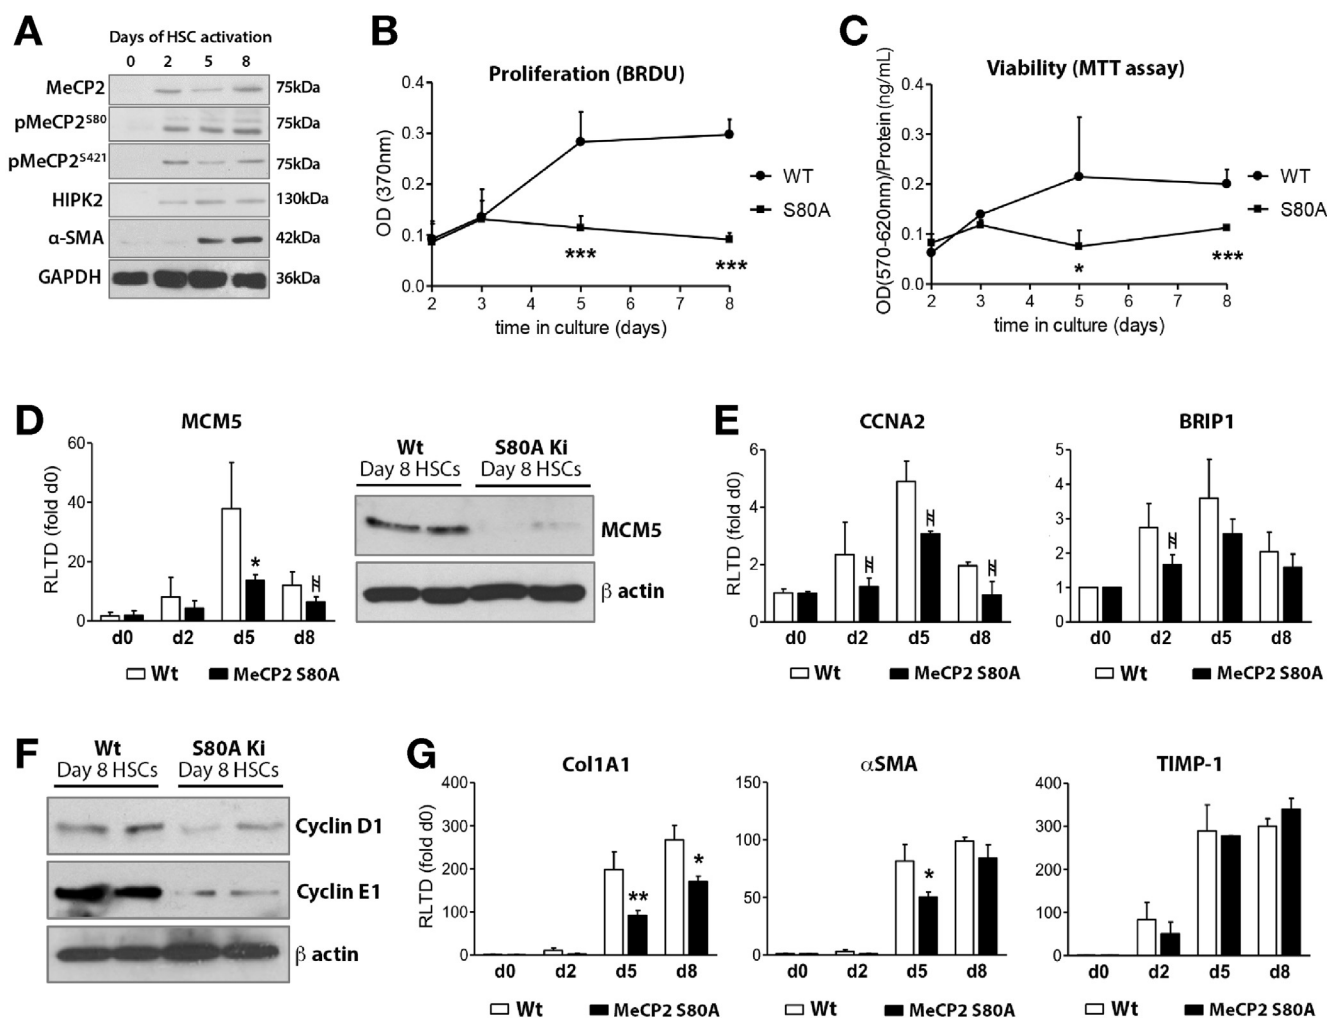 A
Days of HSC activation
0 2 5 8
MeCP2 75kDa
pMeCP2S80 75kDa
pMeCP2S421 75kDa
HIPK2 130kDa
α-SMA 42kDa
GAPDH 36kDa
B
Proliferation (BRDU)
OD (370nm)
0.4
0.3
0.2
0.1
0.0
2 3 5 6 7 8
time in culture (days)
WT
S80A
***
***
C
Viability (MTT assay)
OD(570-620nm)/Protein (ng/mL)
0.4
0.3
0.2
0.1
0.0
2 3 5 6 7 8
time in culture (days)
WT
S80A
*
***
D
MCM5
RLTD (fold d0)
60
40
20
0
*
d0 d2 d5 d8
Wt MeCP2 S80A
Wt S80A Ki
Day 8 HSCs Day 8 HSCs
MCM5
β actin
E
CCNA2
RLTD (fold d0)
6
4
2
0
d0 d2 d5 d8
Wt MeCP2 S80A
BRIP1
5
4
3
2
1
0
d0 d2 d5 d8
Wt MeCP2 S80A
F
Wt S80A Ki
Day 8 HSCs Day 8 HSCs
Cyclin D1
Cyclin E1
β actin
G
Col1A1
RLTD (fold d0)
400
300
200
100
0
**
*
d0 d2 d5 d8
Wt MeCP2 S80A
αSMA
150
100
50
0
*
d0 d2 d5 d8
Wt MeCP2 S80A
TIMP-1
400
300
200
100
0
d0 d2 d5 d8
Wt MeCP2 S80A